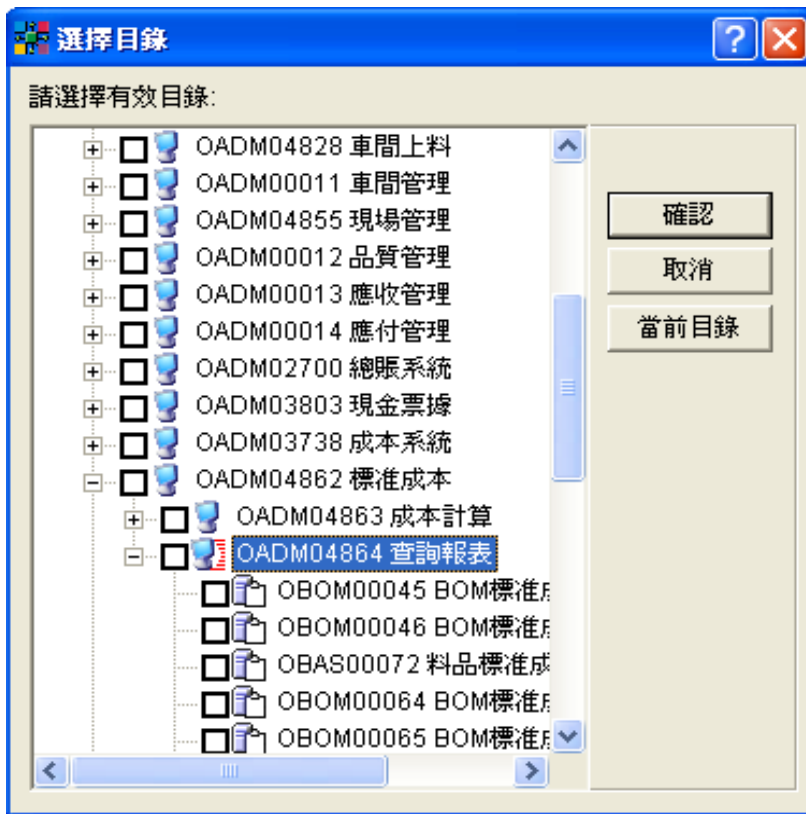 選擇目錄
請選擇有效目錄:
OADM04828 車間上料
OADM00011 車間管理
OADM04855 現場管理
OADM00012 品質管理
OADM00013 應收管理
OADM00014 應付管理
OADM02700 總賬系統
OADM03803 現金票據
OADM03738 成本系統
OADM04862 標准成本
OADM04863 成本計算
OADM04864 查詢報表
OBOM00045 BOM標准
OBOM00046 BOM標准
OBAS00072 料品標准成
OBOM00064 BOM標准
OBOM00065 BOM標准
確認
取消
當前目錄